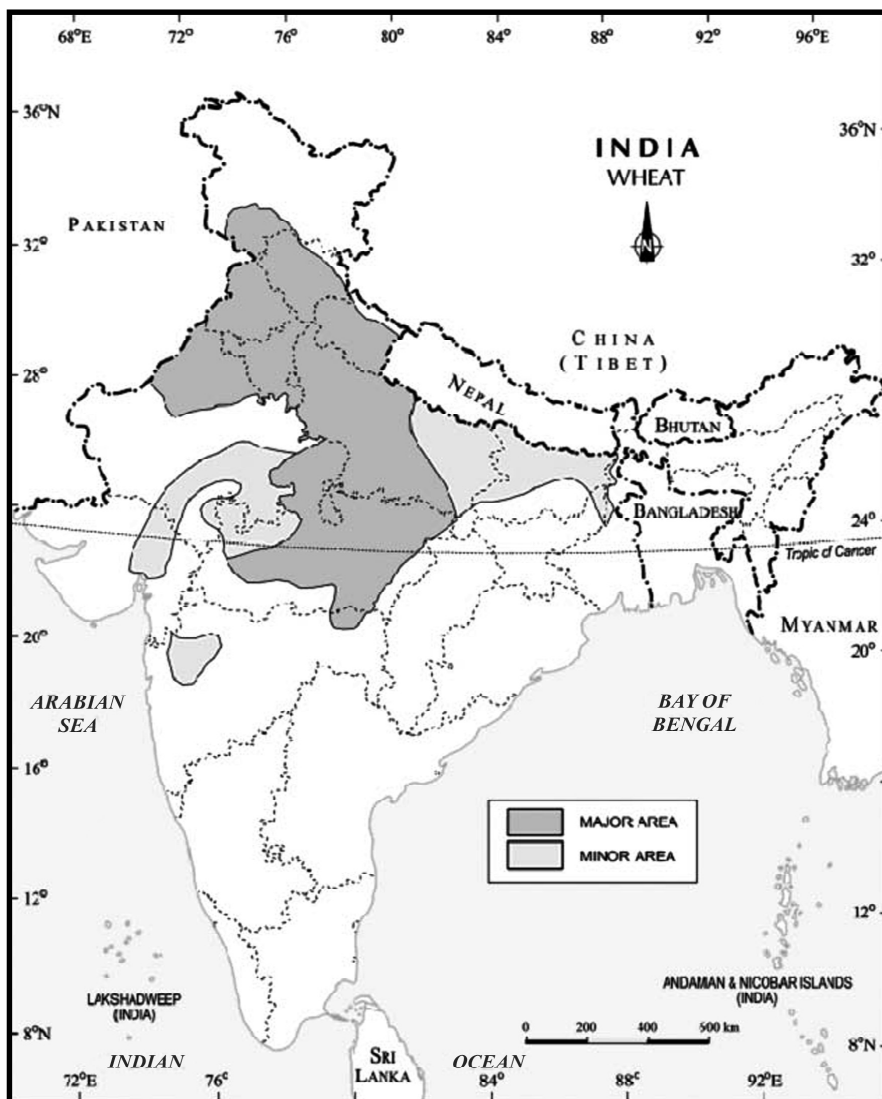 68°E 72° 76° 80° 84° 88° 92° 96°E
36°N
36°N
INDIA
WHEAT
PAKISTAN
32°
32°
CHINA
(TIBET)
28°
28°
NEPAL
BHUTAN
24°
BANGLADESH
24°
Tropic of Cancer
MYANMAR
20°
20°
ARABIAN
SEA
BAY OF
BENGAL
16°
16°
MAJOR AREA
MINOR AREA
12°
12°
LAKSHADWEEP
(INDIA)
ANDAMAN & NICOBAR ISLANDS
(INDIA)
0 200 400 500 km
8°N
8°N
INDIAN
SRI
LANKA
OCEAN
72°E 76° 84° 88° 92°E